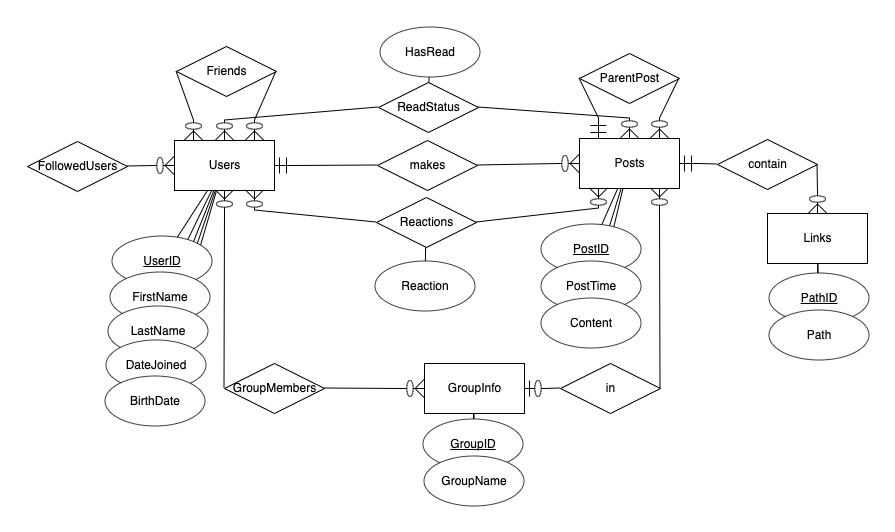 HasRead
Friends
ParentPost
ReadStatus
FollowedUsers
Users
makes
Posts
contain
Reactions
Links
UserID
FirstName
LastName
DateJoined
BirthDate
Reaction
PostID
PostTime
Content
PathID
Path
GroupMembers
GroupInfo
in
GroupID
GroupName